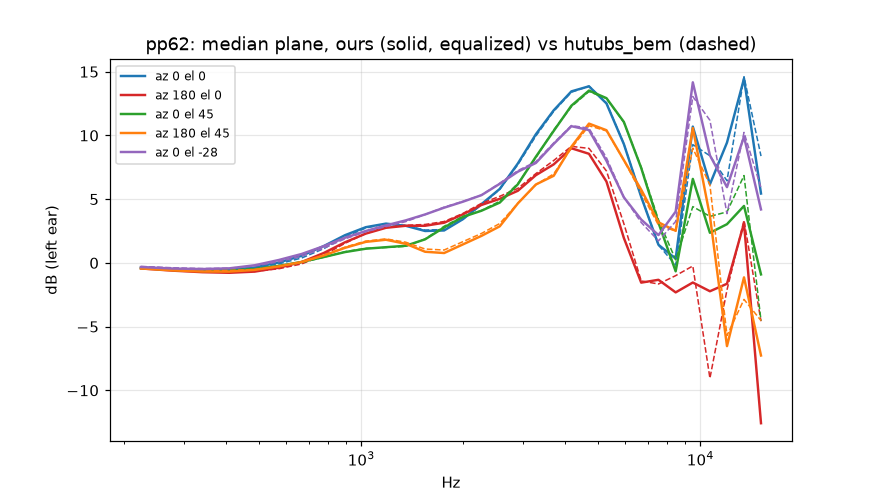 pp62: median plane, ours (solid, equalized) vs hutubs_bem (dashed)
15
10
5
0
−5
−10
dB (left ear)
az 0 el 0
az 180 el 0
az 0 el 45
az 180 el 45
az 0 el -28
10³
10⁴
Hz